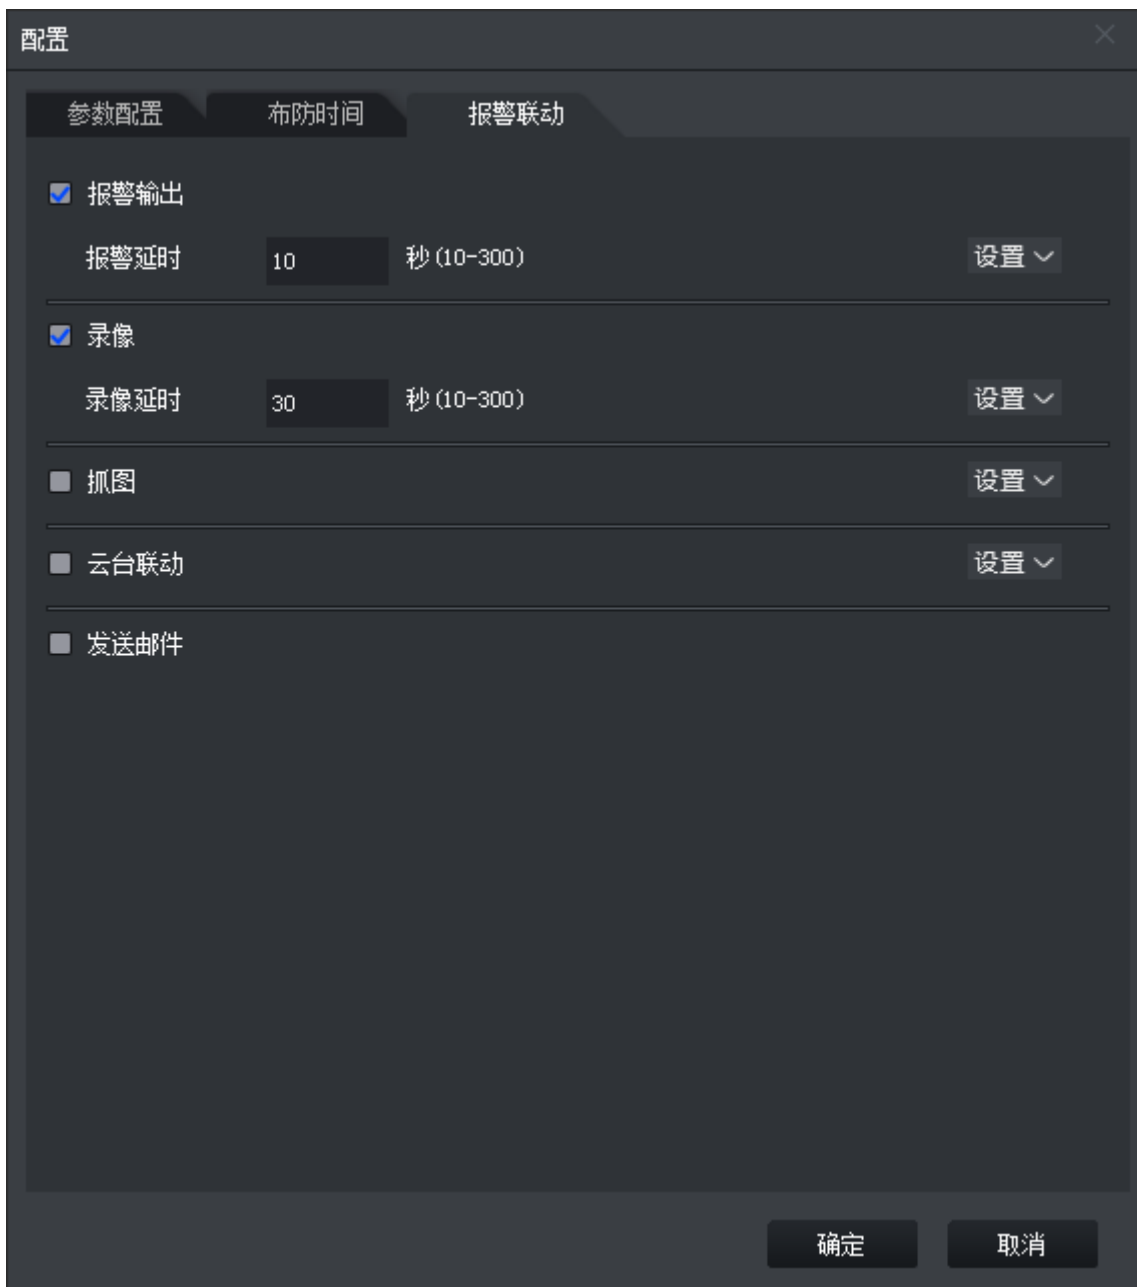 配置
参数配置 布防时间 报警联动
报警输出
报警延时 10 秒(10-300) 设置
录像
录像延时 30 秒(10-300) 设置
抓图 设置
云台联动 设置
发送邮件
确定 取消